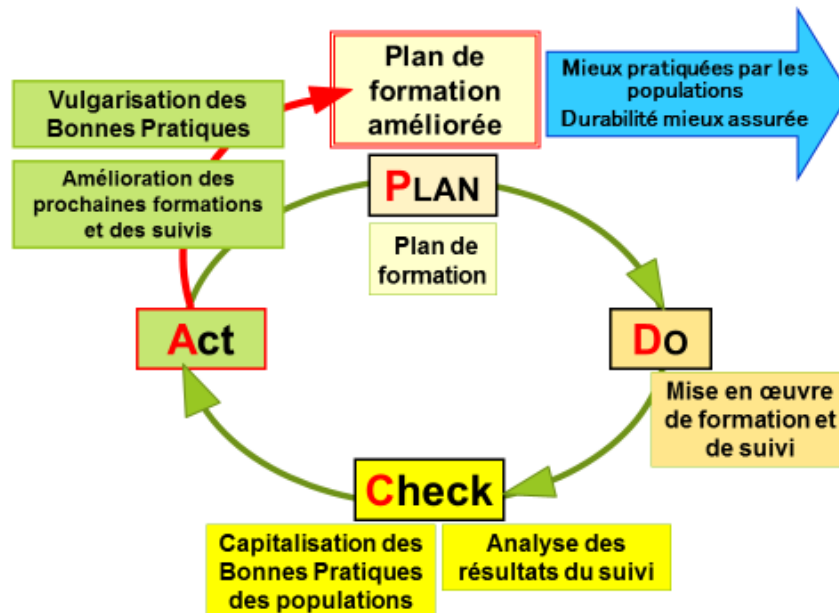 Plan de
formation
améliorée
Mieux pratiquées par les
populations
Durabilité mieux assurée
Vulgarisation des
Bonnes Pratiques
Amélioration des
prochaines formations
et des suivis
PLAN
Plan de
formation
Act
DO
Mise en œuvre
de formation et
de suivi
Check
Capitalisation des
Bonnes Pratiques
des populations
Analyse des
résultats du suivi